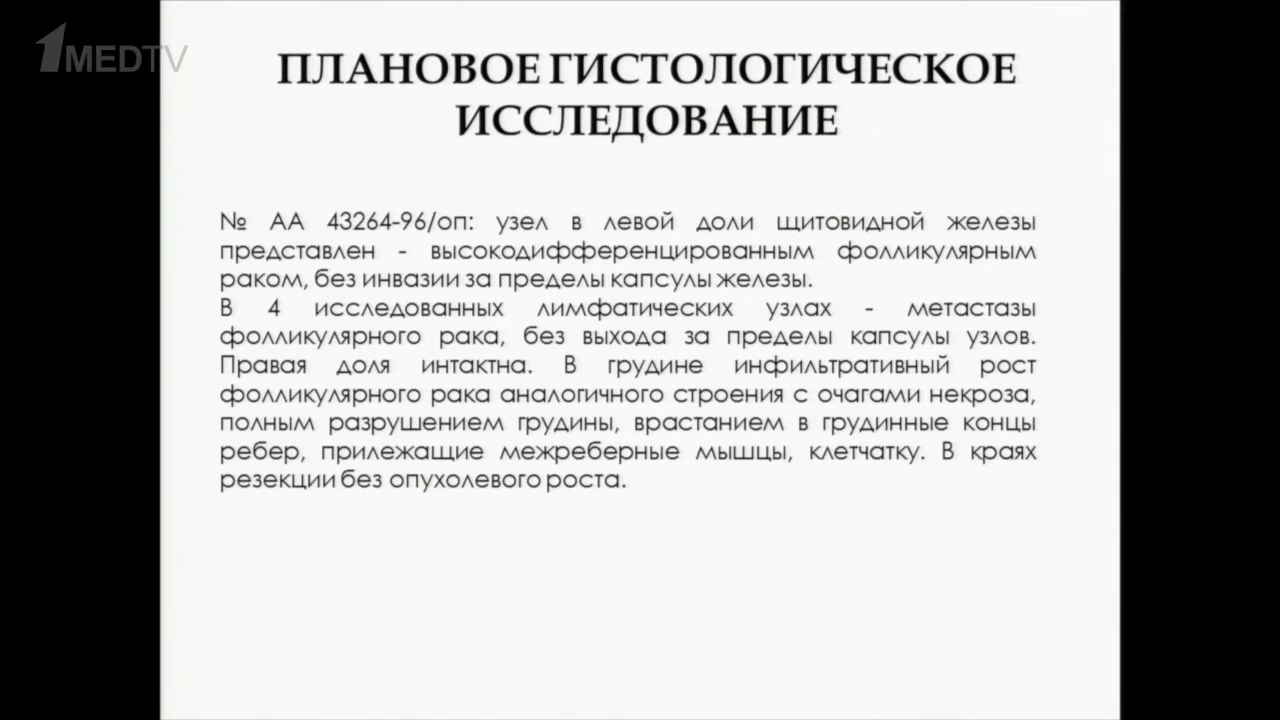 1MEDTV
ПЛАНОВОЕ ГИСТОЛОГИЧЕСКОЕ
ИССЛЕДОВАНИЕ
№ АА 43264-96/оп: узел в левой доли щитовидной железы
представлен - высокодифференцированным фолликулярным
раком, без инвазии за пределы капсулы железы.
В 4 исследованных лимфатических узлах - метастазы
фолликулярного рака, без выхода за пределы капсулы узлов.
Правая доля интактна. В грудине инфильтративный рост
фолликулярного рака аналогичного строения с очагами некроза,
полным разрушением грудины, врастанием в грудинные концы
ребер, прилежащие межреберные мышцы, клетчатку. В краях
резекции без опухолевого роста.